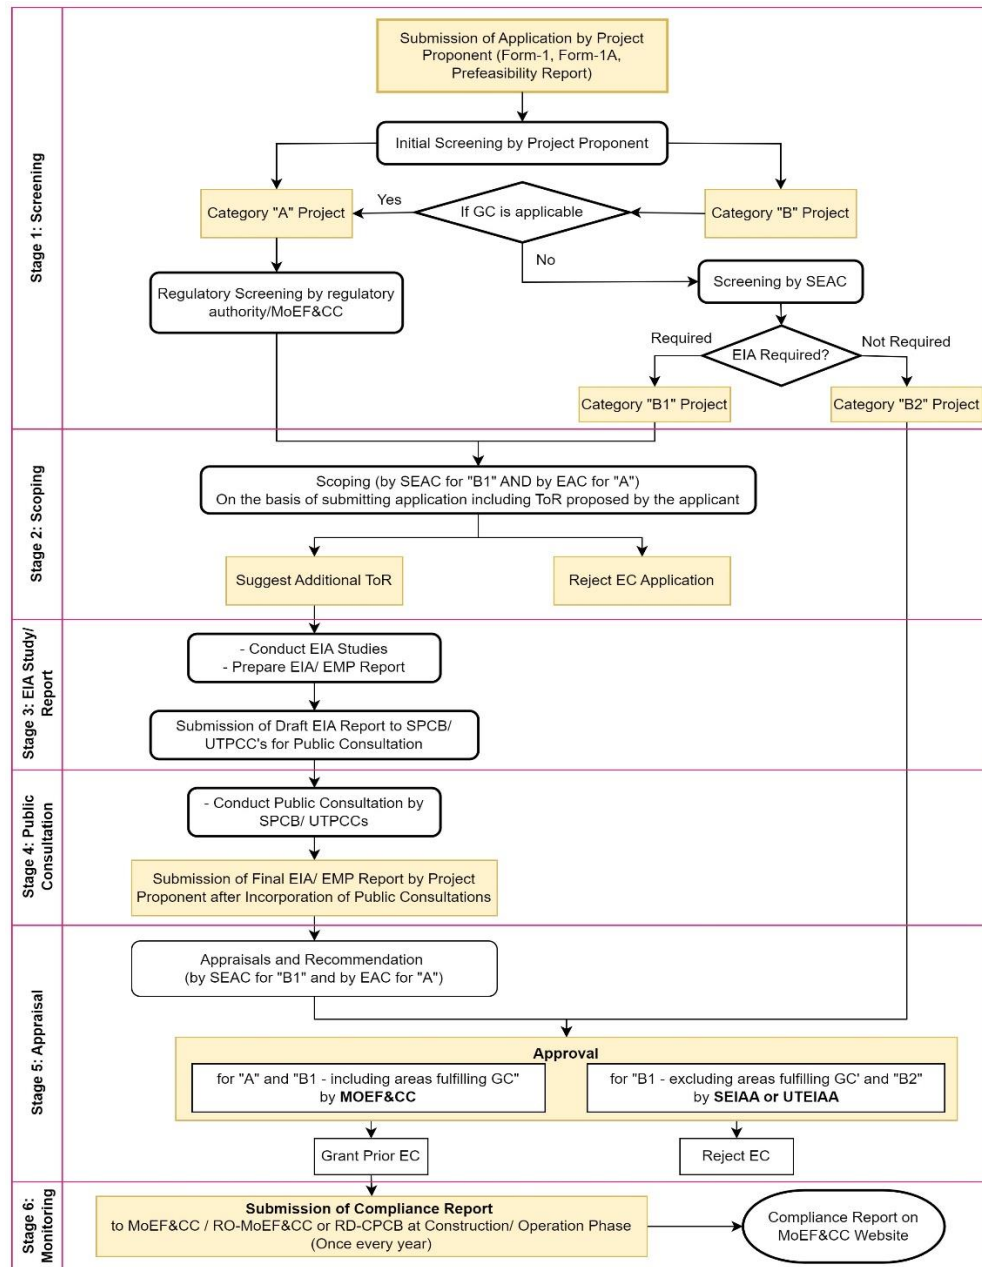 Stage 1: Screening
Submission of Application by Project
Proponent (Form-1, Form-1A,
Prefeasibility Report)
Initial Screening by Project Proponent
Category "A" Project
Yes
If GC is applicable
Category "B" Project
No
Regulatory Screening by regulatory
authority/MoEF&CC
Screening by SEAC
Required
EIA Required?
Not Required
Category "B1" Project
Category "B2" Project
Stage 2: Scoping
Scoping (by SEAC for "B1" AND by EAC for "A")
On the basis of submitting application including ToR proposed by the applicant
Suggest Additional ToR
Reject EC Application
Stage 3: EIA Study/
Report
- Conduct EIA Studies
- Prepare EIA/ EMP Report
Submission of Draft EIA Report to SPCB/
UTPCC's for Public Consultation
Stage 4: Public
Consultation
- Conduct Public Consultation by
SPCB/ UTPCCs
Submission of Final EIA/ EMP Report by Project
Proponent after Incorporation of Public Consultations
Stage 5: Appraisal
Appraisals and Recommendation
(by SEAC for "B1" and by EAC for "A")
Approval
for "A" and "B1 - including areas fulfilling GC"
by MOEF&CC
for "B1 - excluding areas fulfilling GC' and "B2"
by SEIAA or UTEIAA
Grant Prior EC
Reject EC
Stage 6:
Monitoring
Submission of Compliance Report
to MoEF&CC / RO-MoEF&CC or RD-CPCB at Construction/ Operation Phase
(Once every year)
Compliance Report on
MoEF&CC Website